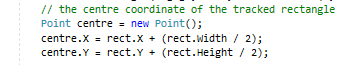 // the centre coordinate of the tracked rectangle
Point centre = new Point();
centre.X = rect.X + (rect.Width / 2);
centre.Y = rect.Y + (rect.Height / 2);